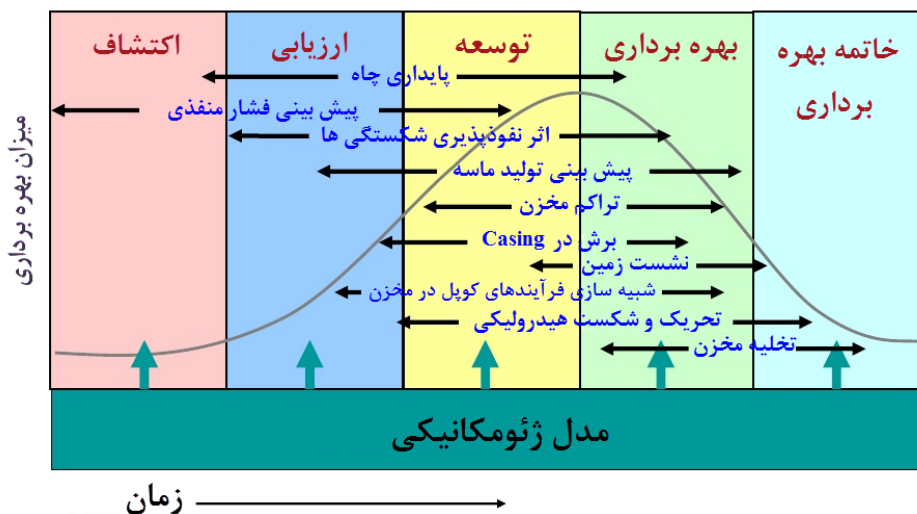 اکتشاف
ارزیابی
توسعه
بهره برداری
خاتمه بهره
برداری
پایداری چاه
پیش بینی فشار منفذی
اثر نفوذپذیری شکستگی ها
پیش بینی تولید ماسه
تراکم مخزن
برش در Casing
نشست زمین
شبیه سازی فرآیندهای کوپل در مخزن
تحریک و شکست هیدرولیکی
تخلیه مخزن
میزان بهره برداری
مدل ژئومکانیکی
زمان